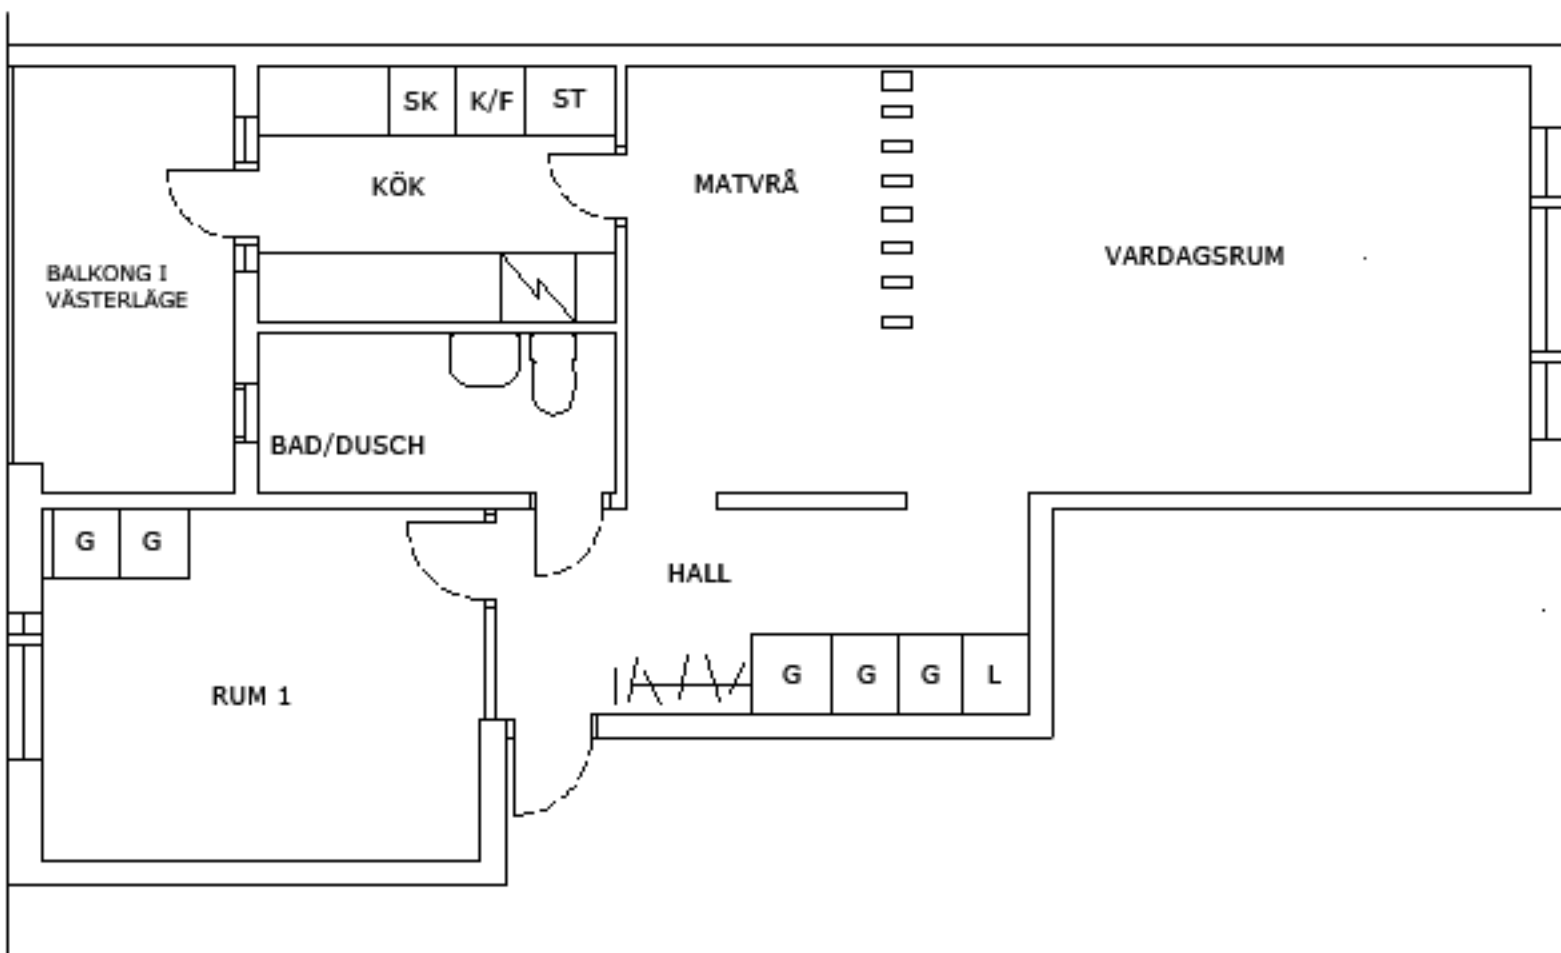 SK K/F ST
KÖK
MATVRÅ
VARDAGSRUM
BALKONG I
VÄSTERLÄGE
BAD/DUSCH
G G
HALL
RUM 1
G G G L